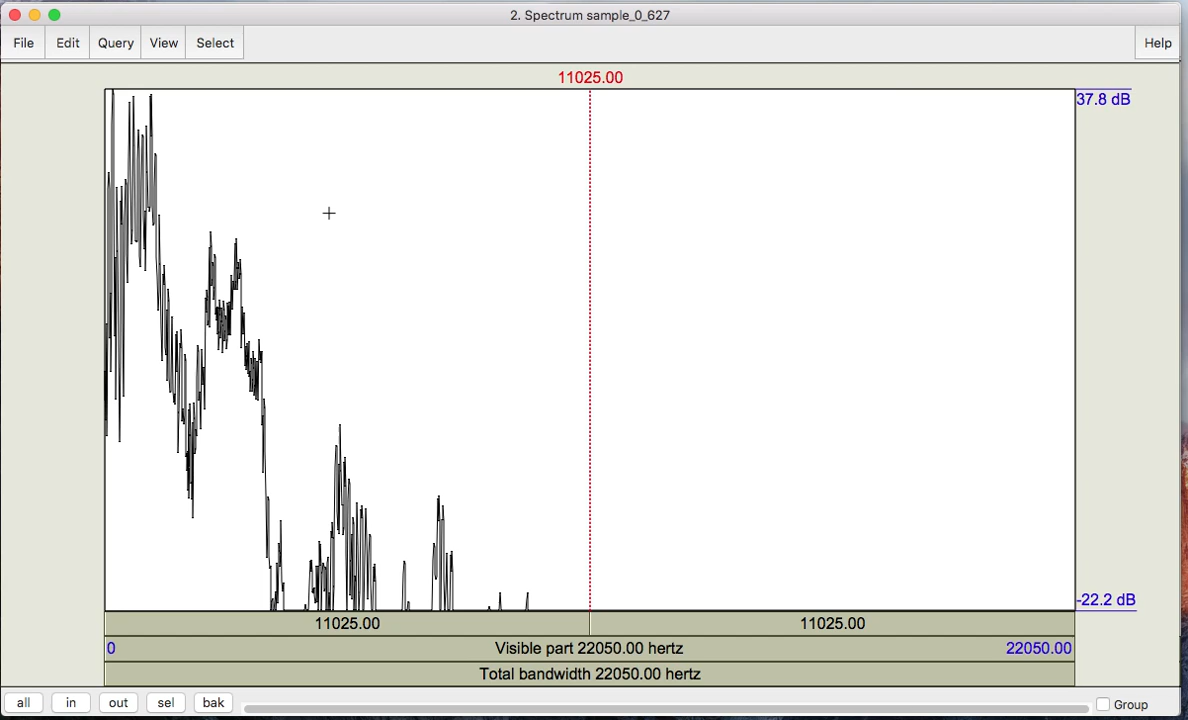 2. Spectrum sample_0_627
File Edit Query View Select Help
11025.00
37.8 dB
-22.2 dB
11025.00 11025.00
0 Visible part 22050.00 hertz 22050.00
Total bandwidth 22050.00 hertz
all in out sel bak Group